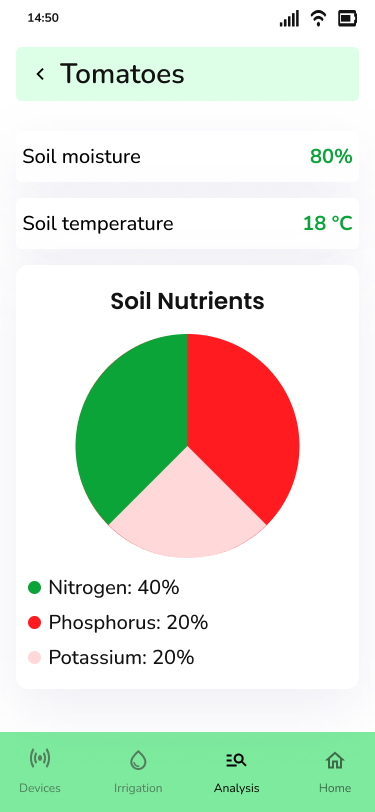 14:50
Tomatoes
Soil moisture 80%
Soil temperature 18 °C
Soil Nutrients
Nitrogen: 40%
Phosphorus: 20%
Potassium: 20%
Devices Irrigation Analysis Home